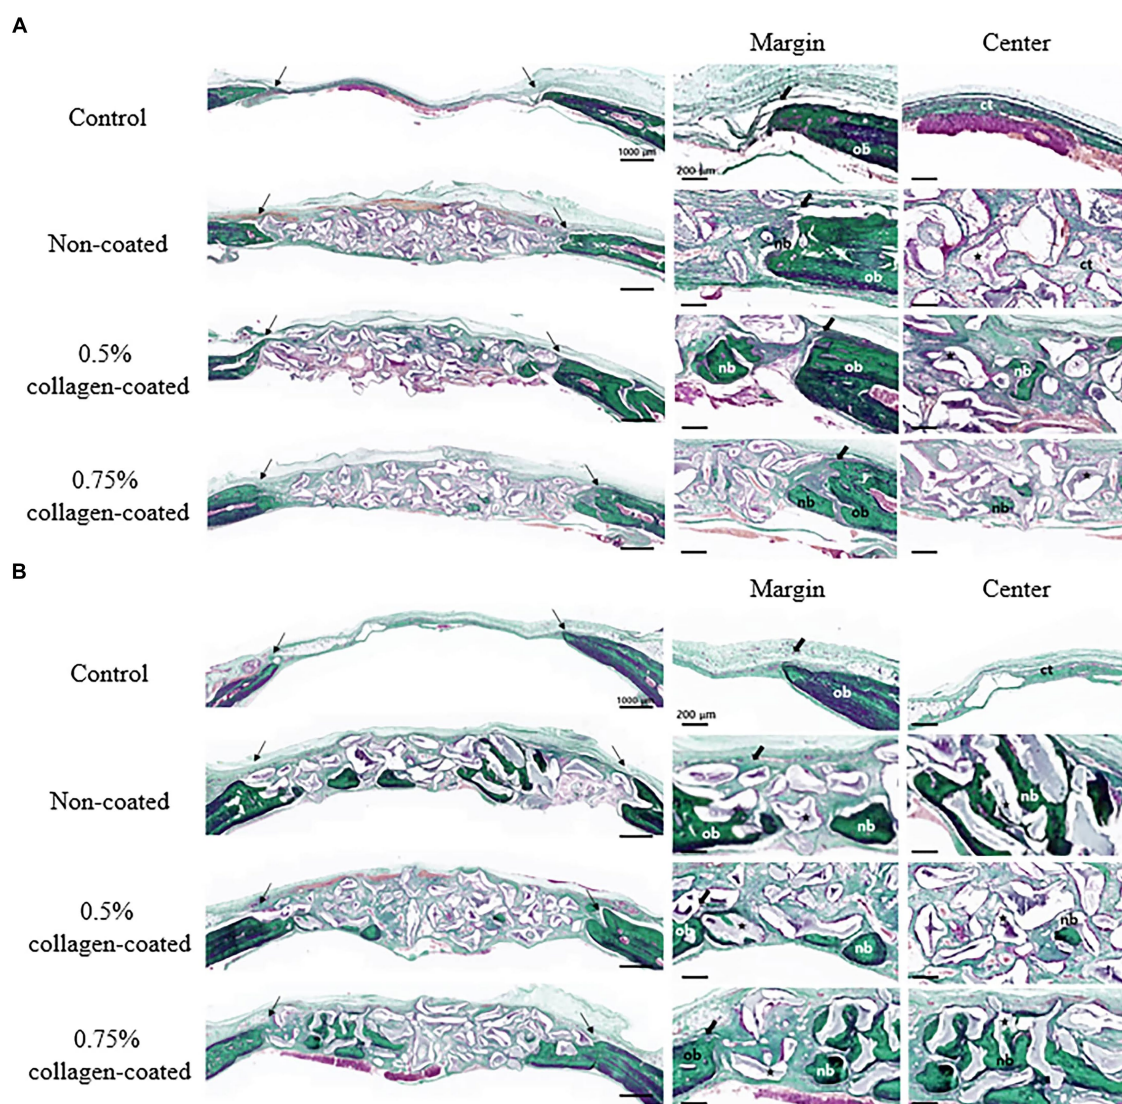 A
Margin Center
Control
ct
ob
1000 μm
200 μm
Non-coated
nb
ob
ct
0.5%
collagen-coated
nb
ob
nb
0.75%
collagen-coated
nb
ob
nb
B
Margin Center
Control
ct
ob
1000 μm
200 μm
Non-coated
ob
nb
nb
0.5%
collagen-coated
ob
nb
nb
0.75%
collagen-coated
ob
nb
nb